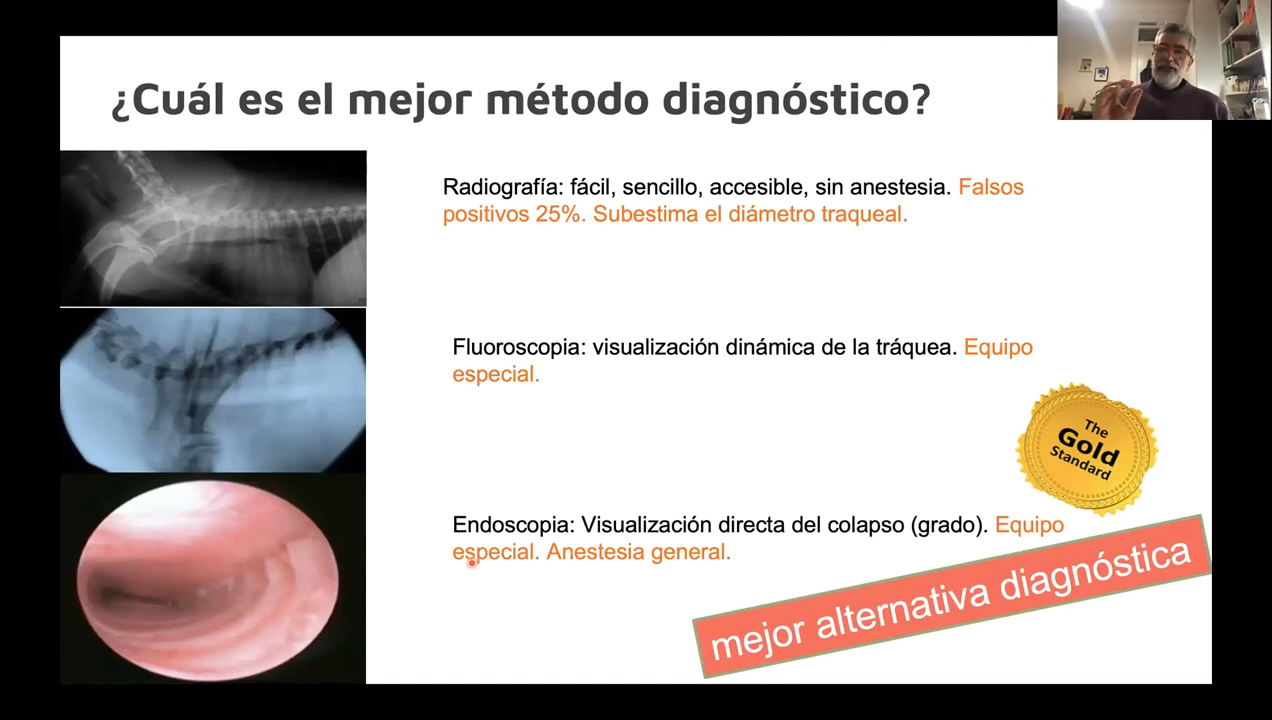 ¿Cuál es el mejor método diagnóstico?
Radiografía: fácil, sencillo, accesible, sin anestesia. Falsos
positivos 25%. Subestima el diámetro traqueal.
Fluoroscopia: visualización dinámica de la tráquea. Equipo
especial.
The
Gold
Standard
Endoscopia: Visualización directa del colapso (grado). Equipo
especial. Anestesia general.
mejor alternativa diagnóstica